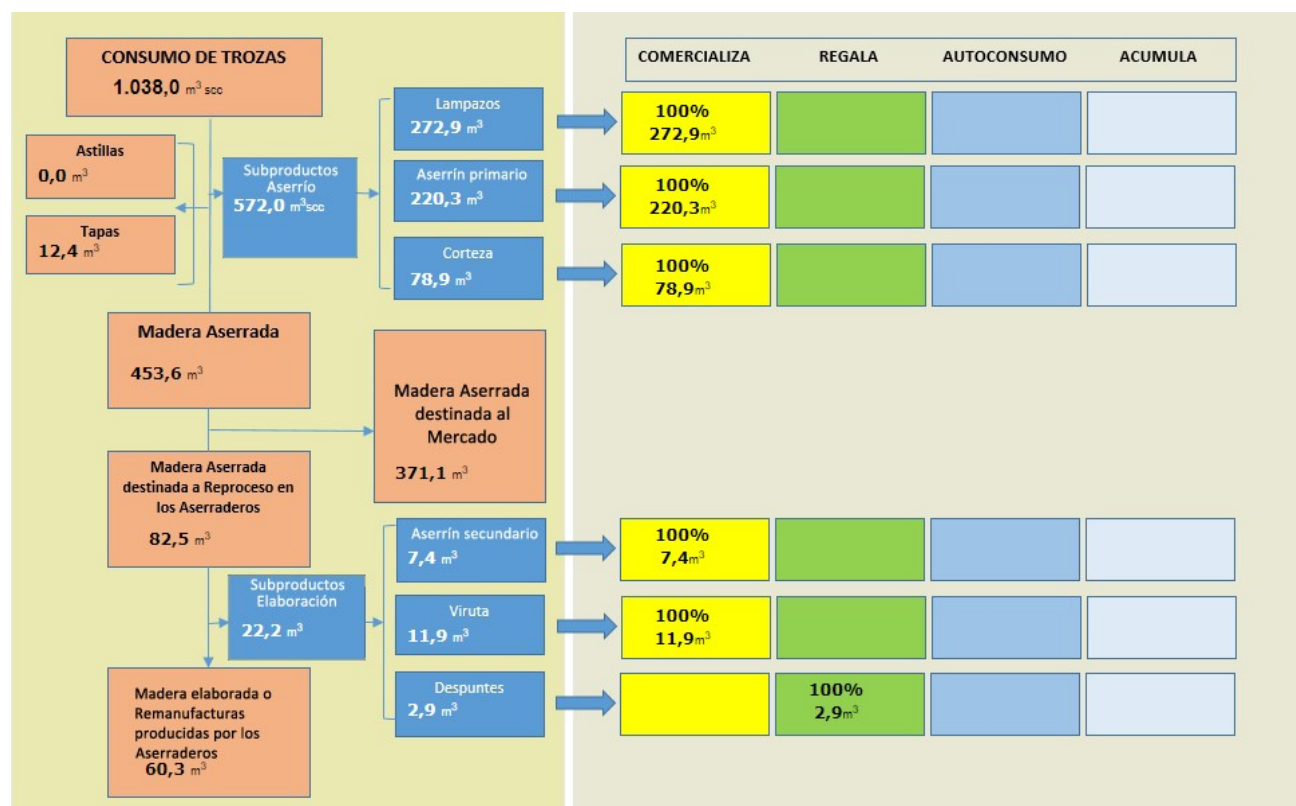 CONSUMO DE TROZAS
1.038,0 m³ scc
Astillas
0,0 m³
Tapas
12,4 m³
Subproductos
Aserrío
572,0 m³scc
Lampazos
272,9 m³
Aserrín primario
220,3 m³
Corteza
78,9 m³
Madera Aserrada
453,6 m³
Madera Aserrada
destinada al
Mercado
371,1 m³
Madera Aserrada
destinada a Reproceso en
los Aserraderos
82,5 m³
Subproductos
Elaboración
22,2 m³
Aserrín secundario
7,4 m³
Viruta
11,9 m³
Despuntes
2,9 m³
Madera elaborada o
Remanufacturas
producidas por los
Aserraderos
60,3 m³
COMERCIALIZA REGALA AUTOCONSUMO ACUMULA
100%
272,9m³
100%
220,3m³
100%
78,9m³
100%
7,4m³
100%
11,9m³
100%
2,9m³